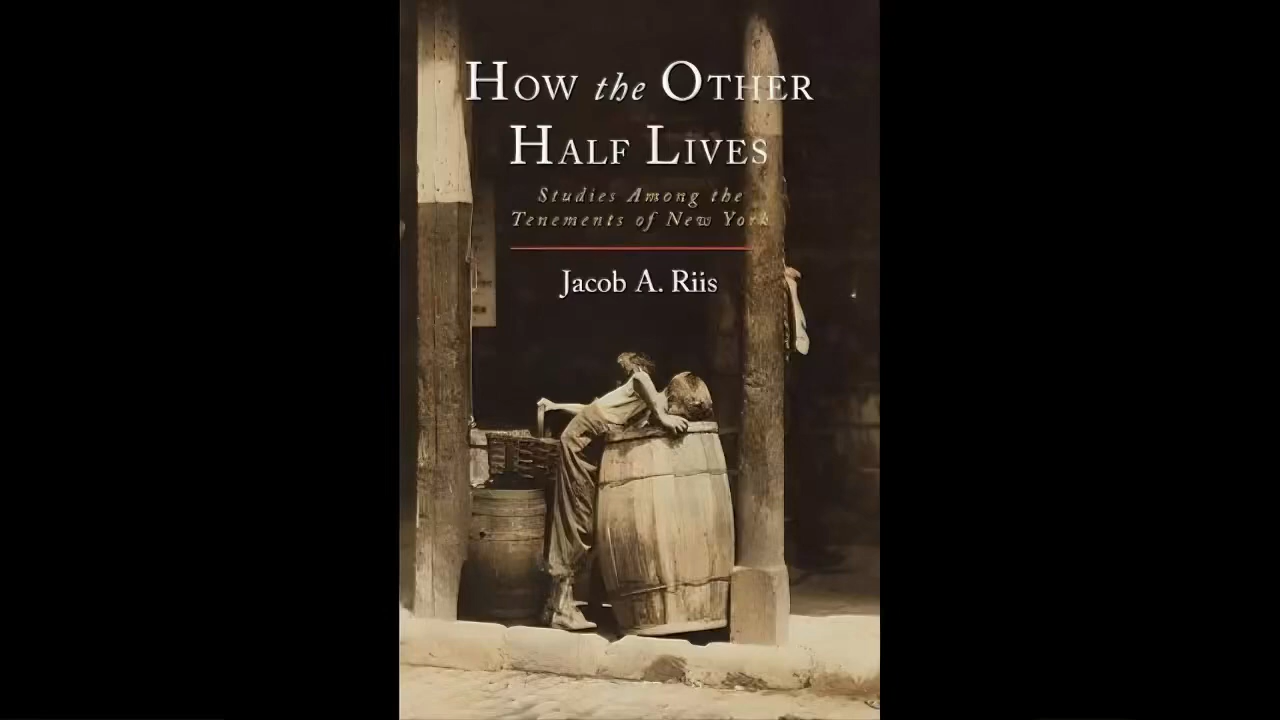 How the Other
Half Lives
Studies Among the
Tenements of New York
Jacob A. Riis